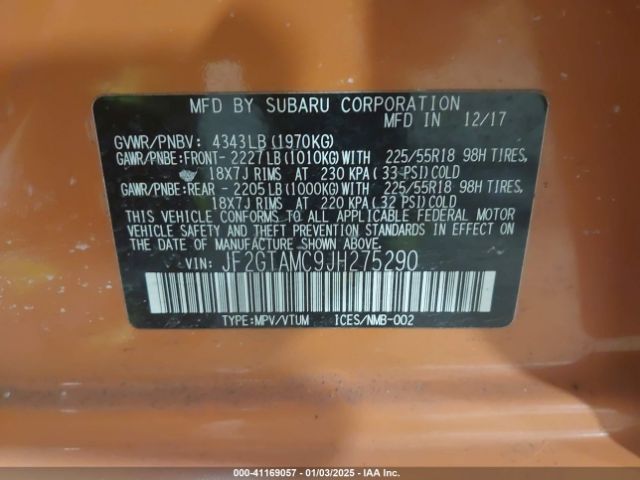 MFD BY SUBARU CORPORATION
MFD IN 12/17
GVWR/PNBV: 4343LB(1970KG)
GAWR/PNBE:FRONT- 2227LB(1010KG)WITH 225/55R18 98H TIRES,
18X7J RIMS AT 230 KPA(33 PSI)COLD
GAWR/PNBE:REAR - 2205LB(1000KG)WITH 225/55R18 98H TIRES,
18X7J RIMS AT 220 KPA(32 PSI)COLD
THIS VEHICLE CONFORMS TO ALL APPLICABLE FEDERAL MOTOR
VEHICLE SAFETY STANDARDS IN EFFECT ON THE DATE OF
MANUFACTURE SHOWN ABOVE.
VIN: JF2GTAMC9JH275290
TYPE:MPV/VTUM ICES/NMB-002
000-41169057 - 01/03/2025 - IAA Inc.